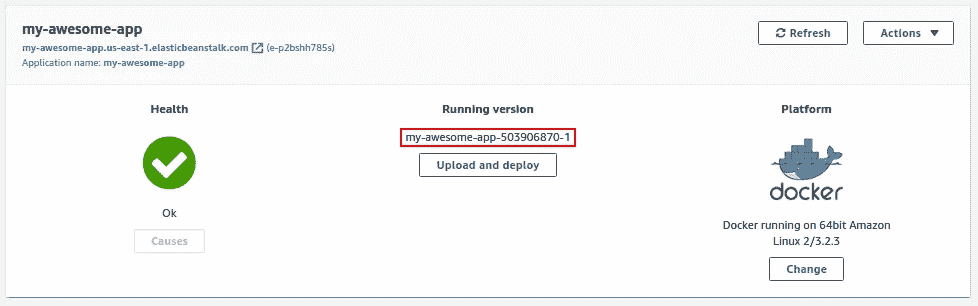 my-awesome-app
my-awesome-app.us-east-1.elasticbeanstalk.com (e-p2bshh785s)
Application name: my-awesome-app
Refresh
Actions
Health
Ok
Causes
Running version
my-awesome-app-503906870-1
Upload and deploy
Platform
docker
Docker running on 64bit Amazon
Linux 2/3.2.3
Change